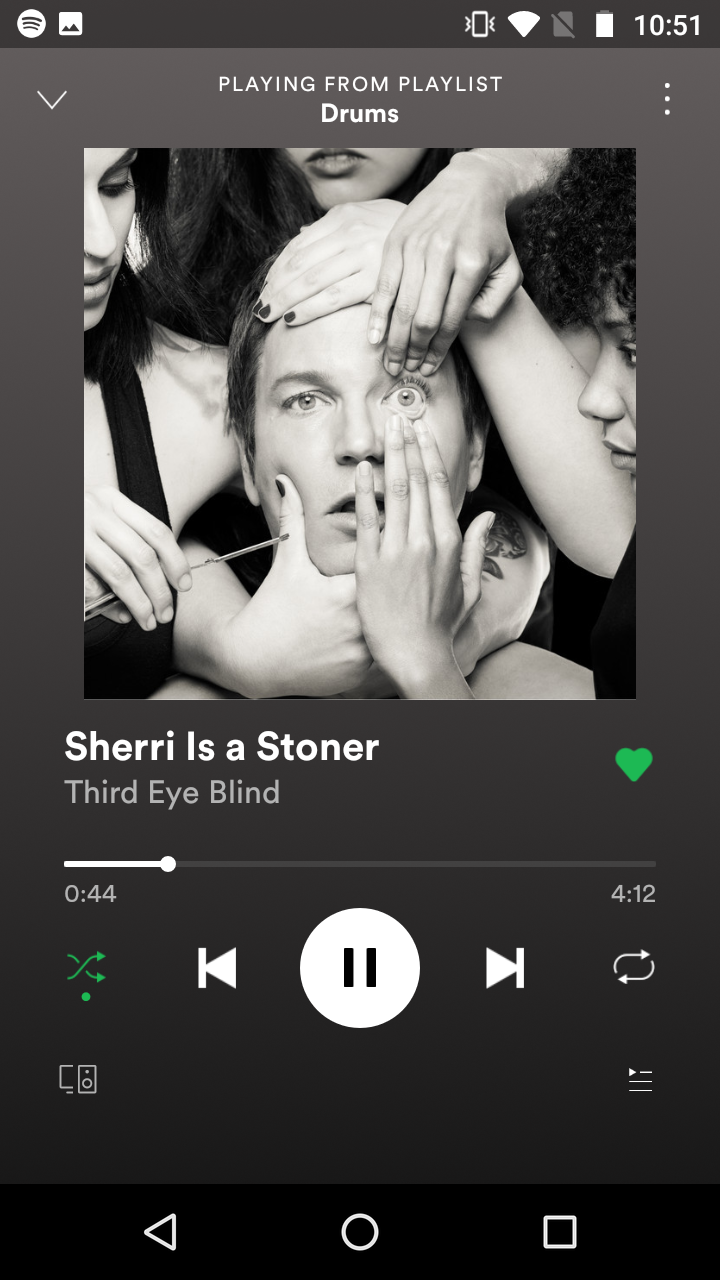 10:51
PLAYING FROM PLAYLIST
Drums
Sherri Is a Stoner
Third Eye Blind
0:44
4:12